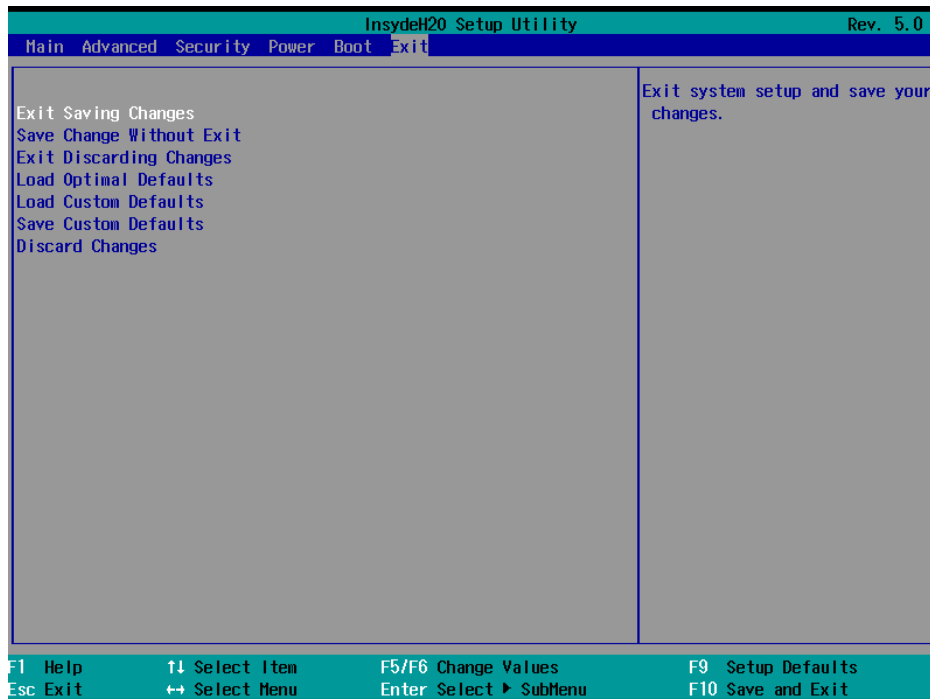 InsydeH20 Setup Utility Rev. 5.0
Main Advanced Security Power Boot Exit
Exit Saving Changes
Save Change Without Exit
Exit Discarding Changes
Load Optimal Defaults
Load Custom Defaults
Save Custom Defaults
Discard Changes
Exit system setup and save your
changes.
F1 Help ↑↓ Select Item F5/F6 Change Values F9 Setup Defaults
Esc Exit ↔ Select Menu Enter Select ▶ SubMenu F10 Save and Exit